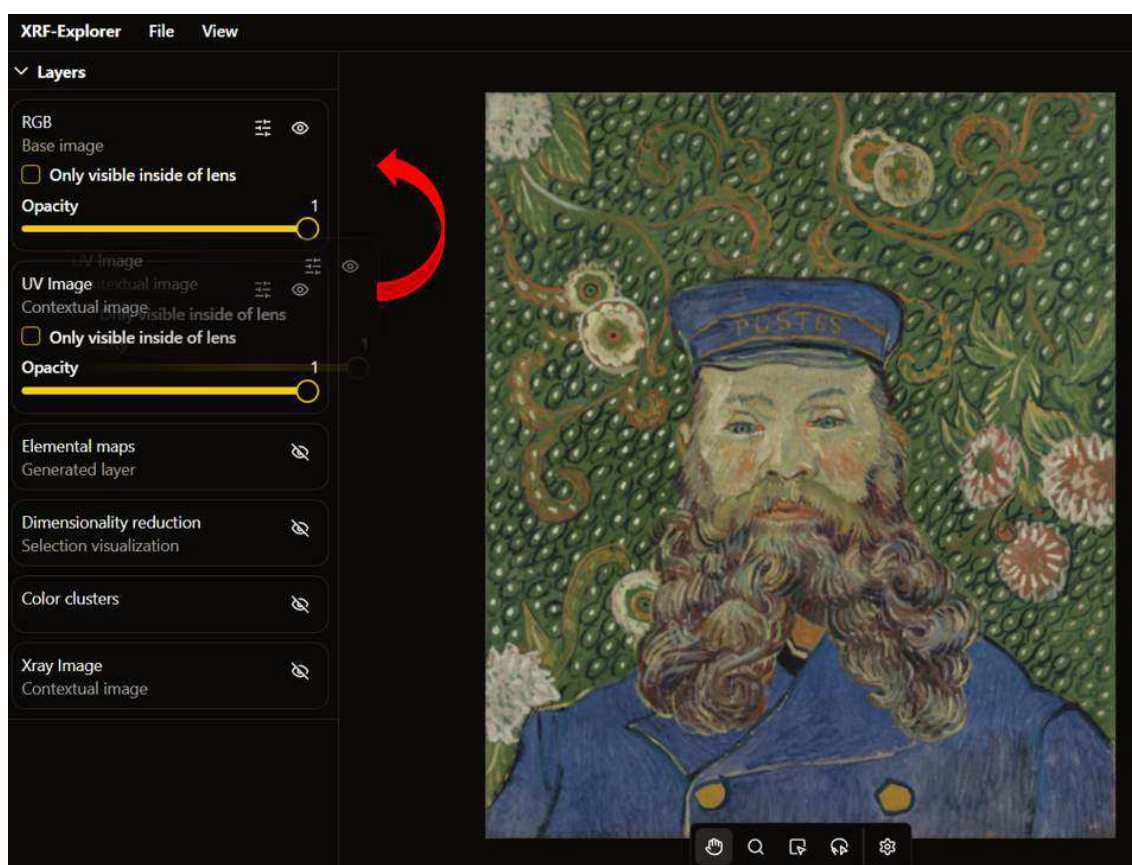 XRF-Explorer File View
Layers
RGB
Base image
Only visible inside of lens
Opacity 1
UV Image
UV Image contextual image
Contextual image
Only visible inside of lens
Only visible inside of lens
Opacity 1
1
Elemental maps
Generated layer
Dimensionality reduction
Selection visualization
Color clusters
Xray Image
Contextual image
POSTES